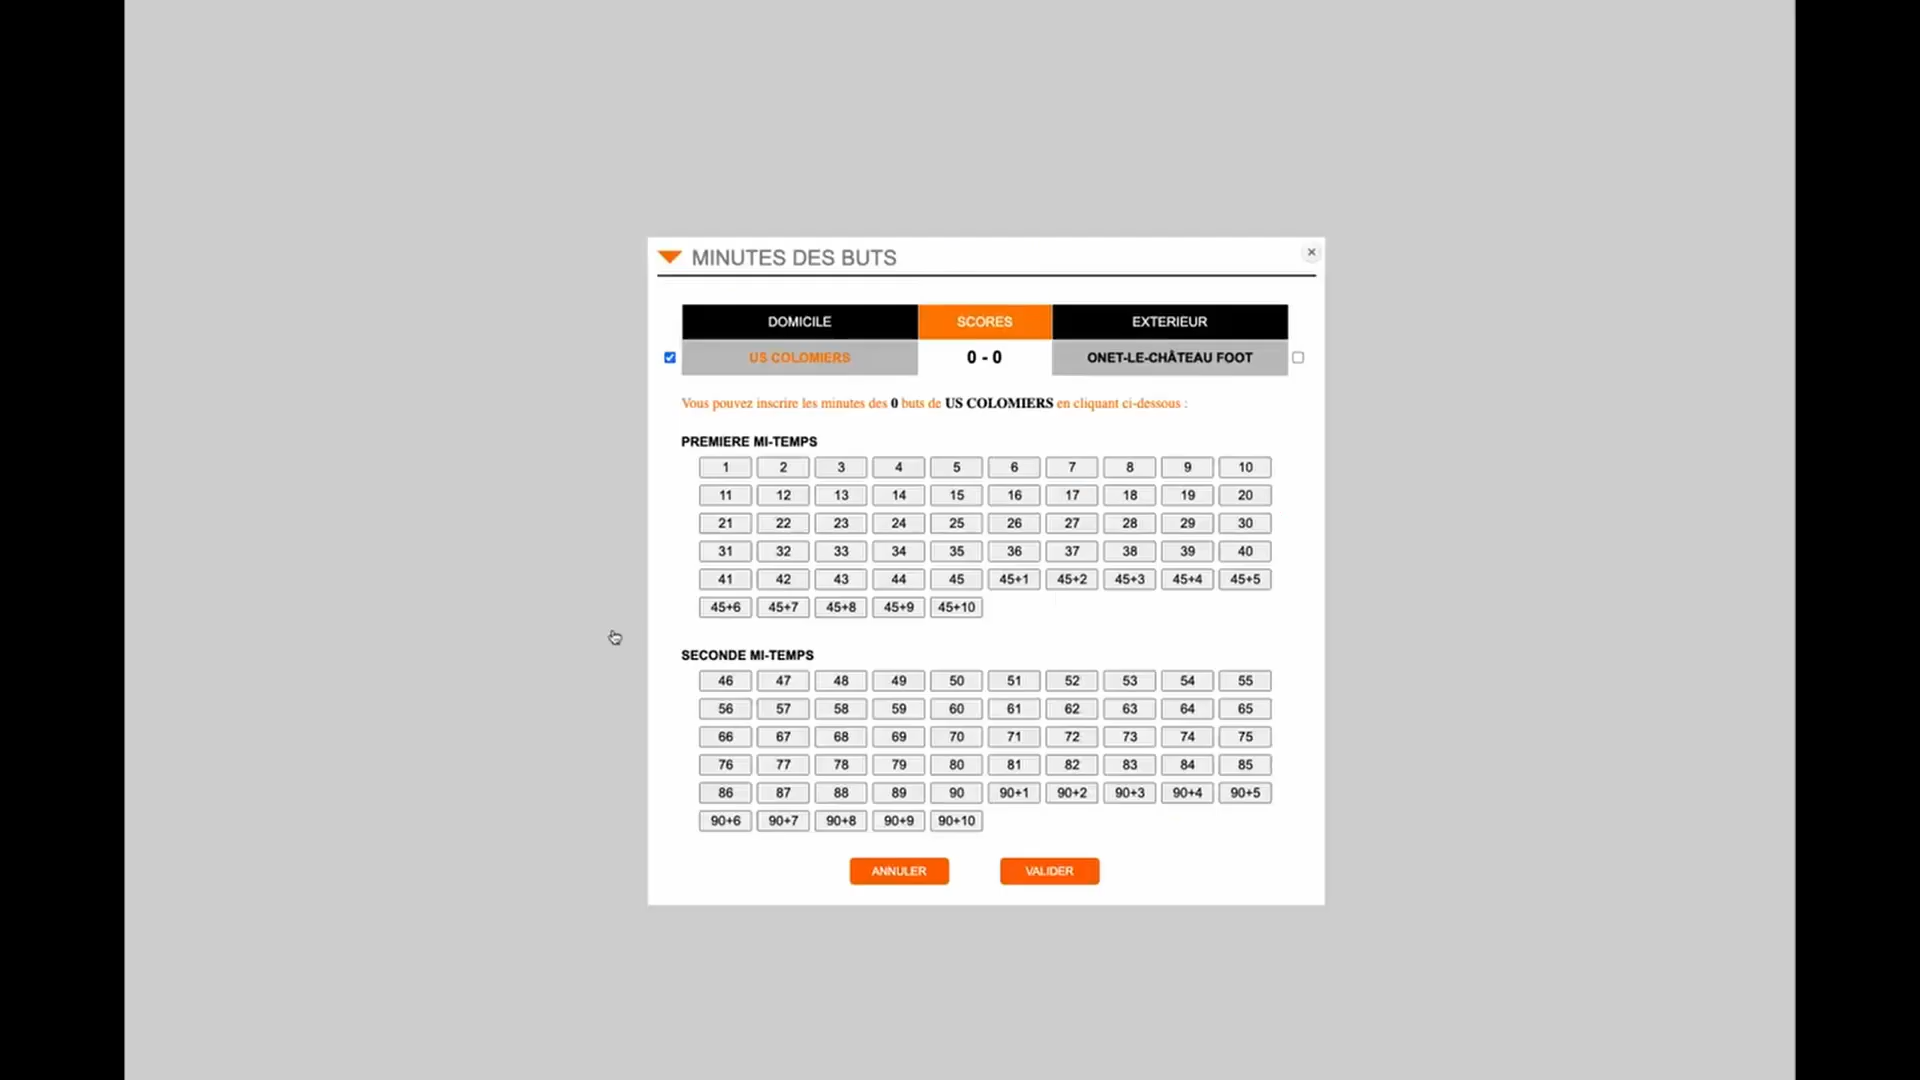 MINUTES DES BUTS
×
DOMICILE SCORES EXTERIEUR
US COLOMIERS 0 - 0 ONET-LE-CHÂTEAU FOOT
Vous pouvez inscrire les minutes des 0 buts de US COLOMIERS en cliquant ci-dessous :
PREMIERE MI-TEMPS
1 2 3 4 5 6 7 8 9 10
11 12 13 14 15 16 17 18 19 20
21 22 23 24 25 26 27 28 29 30
31 32 33 34 35 36 37 38 39 40
41 42 43 44 45 45+1 45+2 45+3 45+4 45+5
45+6 45+7 45+8 45+9 45+10
SECONDE MI-TEMPS
46 47 48 49 50 51 52 53 54 55
56 57 58 59 60 61 62 63 64 65
66 67 68 69 70 71 72 73 74 75
76 77 78 79 80 81 82 83 84 85
86 87 88 89 90 90+1 90+2 90+3 90+4 90+5
90+6 90+7 90+8 90+9 90+10
ANNULER VALIDER